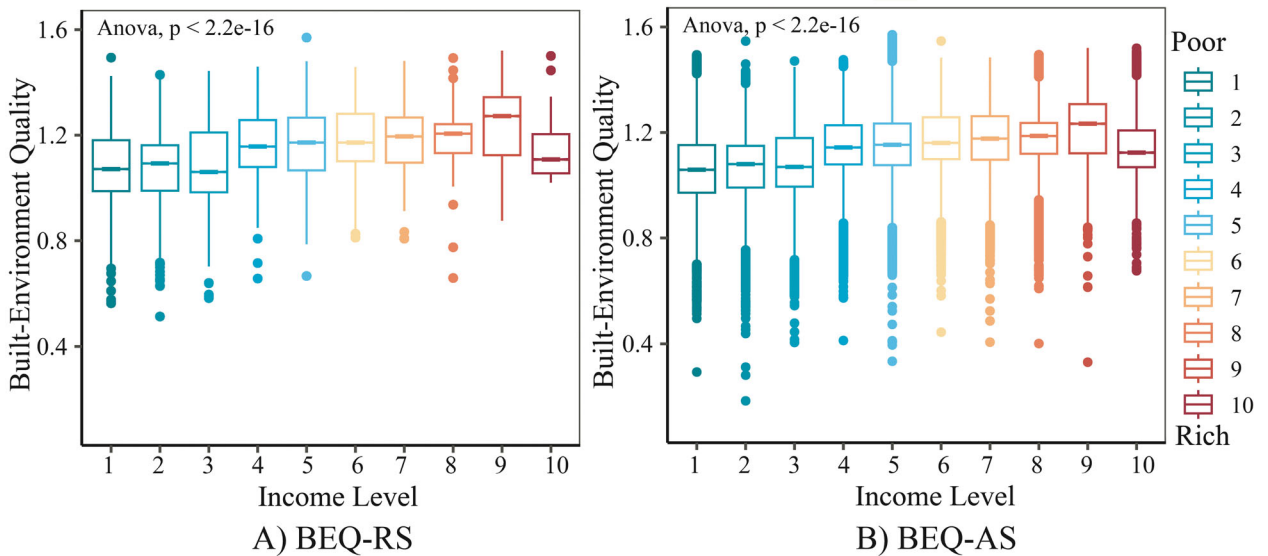 Anova, p < 2.2e-16
Built-Environment Quality
1.6
1.2
0.8
0.4
1 2 3 4 5 6 7 8 9 10
Income Level
A) BEQ-RS
Anova, p < 2.2e-16
Built-Environment Quality
1.6
1.2
0.8
0.4
1 2 3 4 5 6 7 8 9 10
Income Level
B) BEQ-AS
Poor
1
2
3
4
5
6
7
8
9
10
Rich